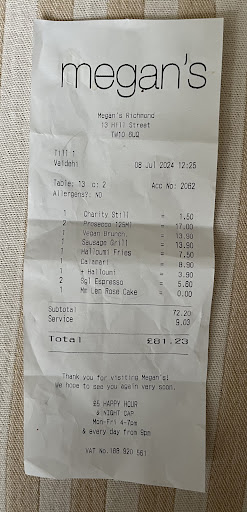 megan's
Megan's Richmond
13 Hill Street
TW10 6UQ
Till 1
Vaidehi 08 Jul 2024 12:25
Table: 13 c: 2 Acc No: 2062
Allergens?: NO
1 Charity Still = 1.50
2 Prosecco 125Ml = 17.00
1 Vegan Brunch = 13.90
1 Sausage Grill = 13.90
1 Halloumi Fries = 7.50
1 Calamari = 8.90
1 + Halloumi = 3.90
2 Sgl Espresso = 5.60
1 Mr Lem Rose Cake = 0.00
Subtotal 72.20
Service 9.03
Total £81.23
Thank you for visiting Megan's!
We hope to see you again very soon.
£5 HAPPY HOUR
& NIGHT CAP
Mon-Fri 4-7pm
& every day from 9pm
VAT No.188 920 561